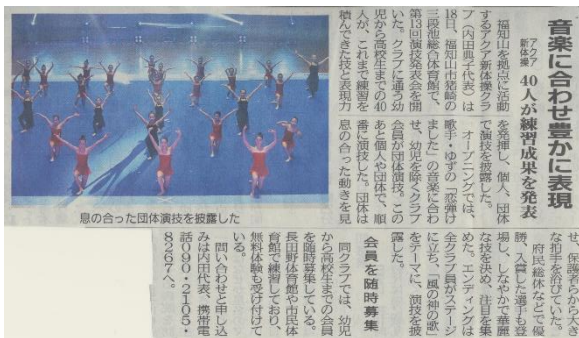 音楽に合わせ豊かに表現
アクア
新体操
40人が練習成果を発表
福知山を拠点に活動
するアクア新体操クラ
ブ(内田典子代表)は
18日、福知山市猪崎の
三段池総合体育館で、
第13回演技発表会を開
いた。クラブに通う幼
児から高校生までの40
人が、これまで練習を
積んできた技と表現力
を発揮し、個人、団体
で演技を披露した。
オープニングでは、
歌手・ゆずの「恋弾け
ました」の音楽に合わ
せ、幼児を除くクラブ
会員が団体演技。この
あと個人や団体で、順
番に演技した。団体は
息の合った動きを見
せ、保護者らから大き
な拍手を浴びていた。
府民総体などで優
勝、入賞した選手も登
場し、しなやかで華麗
な技を決め、注目を集
めた。エンディングは
全クラブ員がステージ
に立ち、「風の神の歌」
をテーマに、演技を披
露した。
会員を随時募集
同クラブでは、幼児
から高校生までの会員
を随時募集している。
長田野体育館や市民体
育館で練習しており、
無料体験も受け付けて
いる。
問い合わせと申し込
みは内田代表、携帯電
話090・2105・
8267へ。
息の合った団体演技を披露した